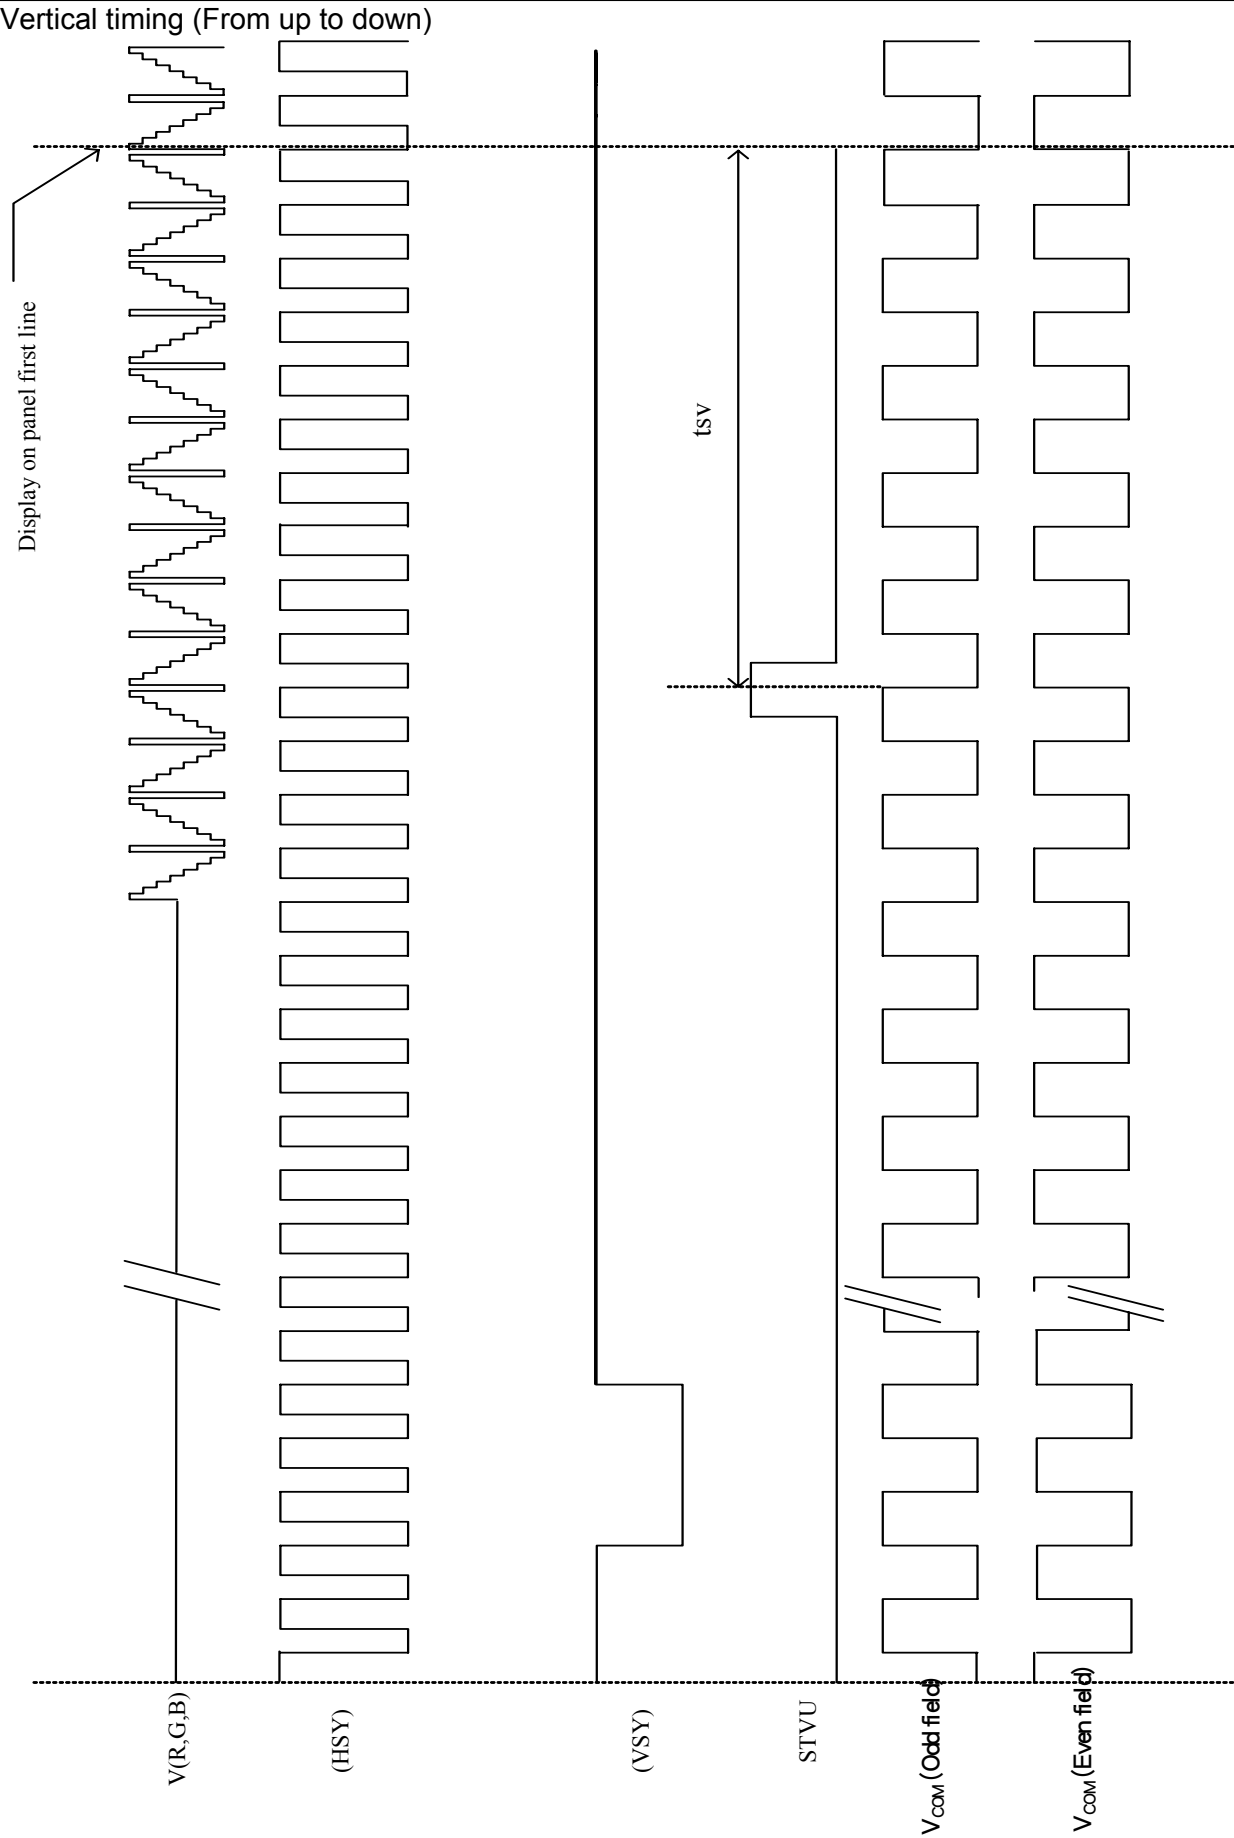 Vertical timing (From up to down)
Display on panel first line
tsv
V(R,G,B)
(HSY)
(VSY)
STVU
VCOM (Odd field)
VCOM (Even field)